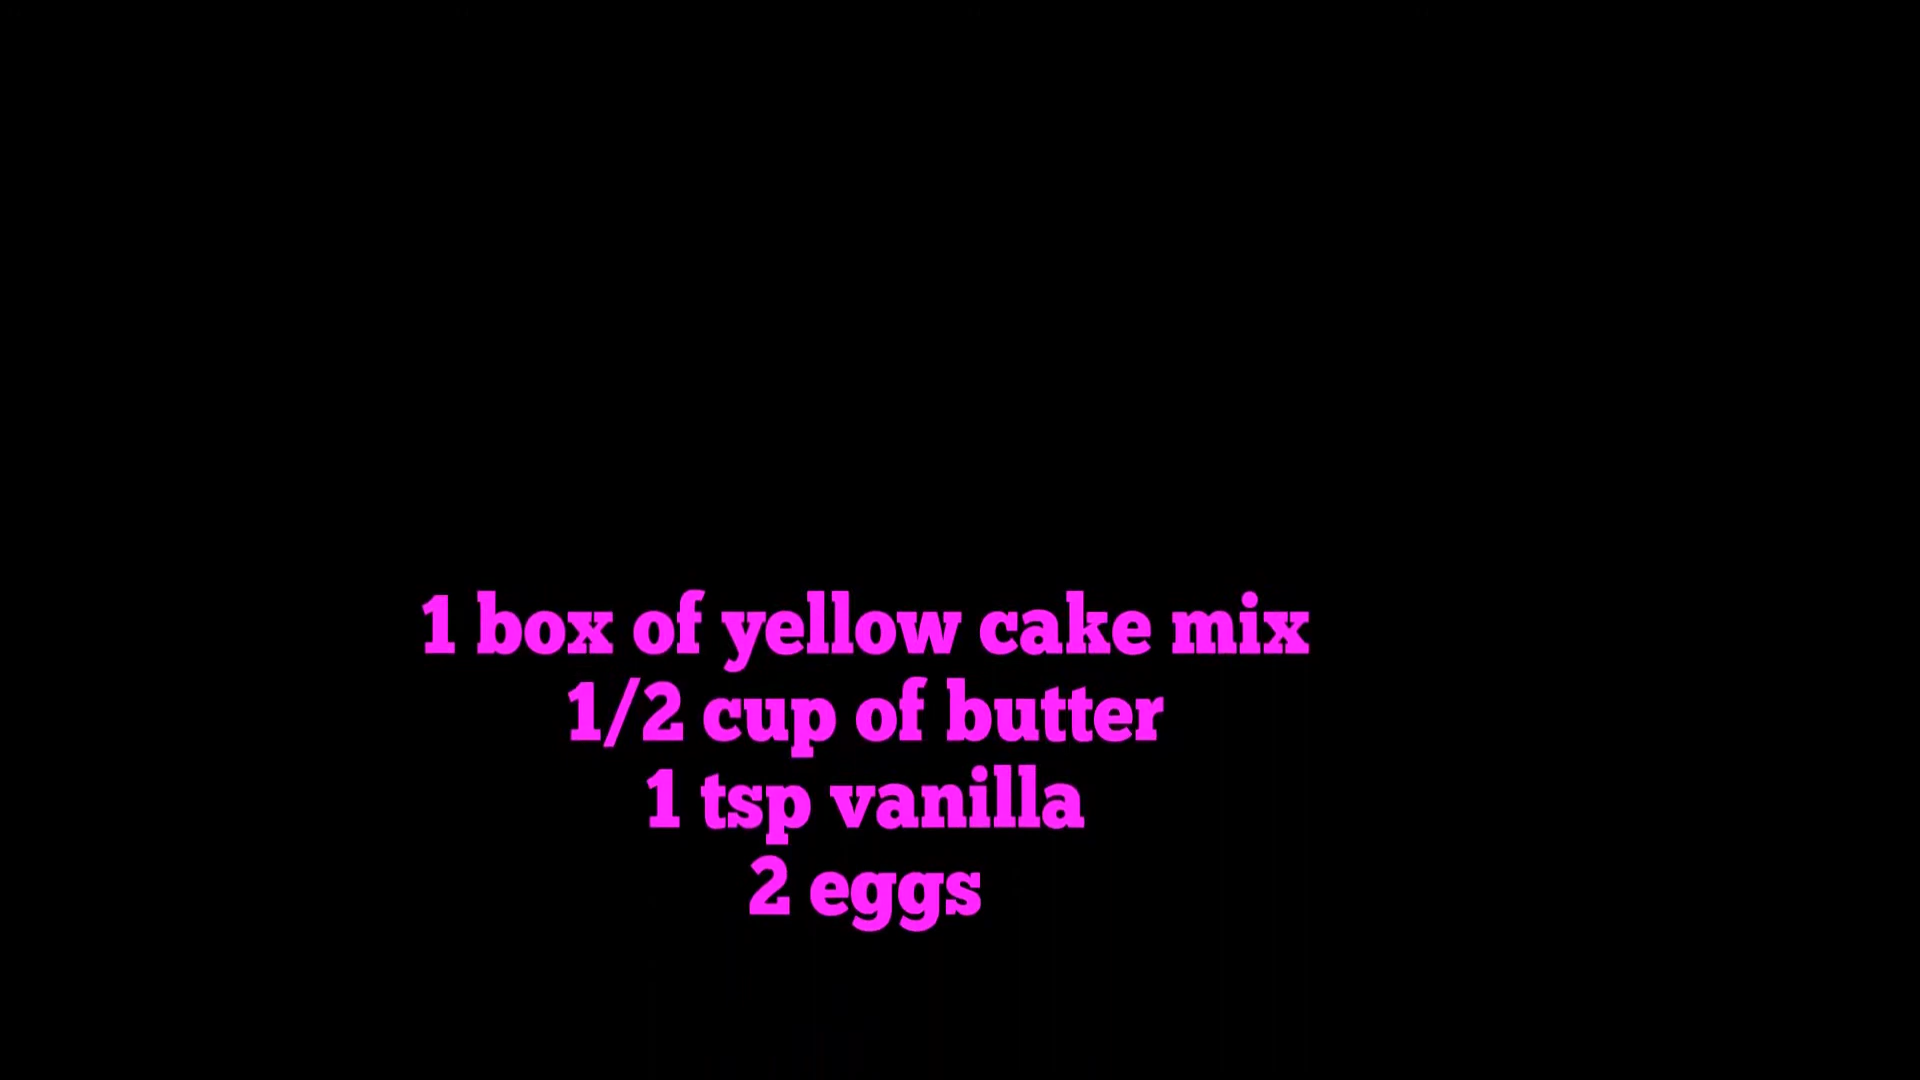 1 box of yellow cake mix
1/2 cup of butter
1 tsp vanilla
2 eggs